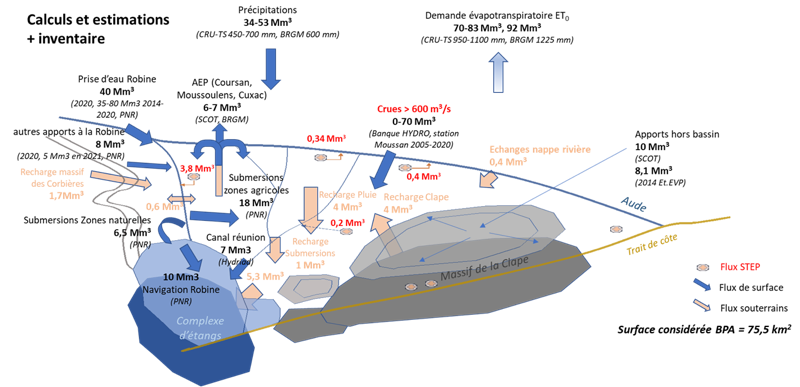 Calculs et estimations
+ inventaire
Précipitations
34-53 Mm³
(CRU-TS 450-700 mm, BRGM 600 mm)
Demande évapotranspiratoire ET0
70-83 Mm³, 92 Mm³
(CRU-TS 950-1100 mm, BRGM 1225 mm)
Prise d'eau Robine
40 Mm³
(2020, 35-80 Mm3 2014-
2020, PNR)
AEP (Coursan,
Moussoulens, Cuxac)
6-7 Mm³
(SCOT, BRGM)
Crues > 600 m³/s
0-70 Mm³
(Banque HYDRO, station
Moussan 2005-2020)
autres apports à la Robine
8 Mm³
(2020, 5 Mm3 en 2021, PNR)
0,34 Mm³
Apports hors bassin
10 Mm³
(SCOT)
8,1 Mm³
(2014 Et.EVP)
Echanges nappe rivière
0,4 Mm³
3,8 Mm³
0,4 Mm³
Recharge massif
des Corbières
1,7Mm³
Submersions
zones agricoles
18 Mm³
(PNR)
Recharge Pluie
4 Mm³
Recharge Clape
4 Mm³
0,6 Mm³
Aude
Submersions Zones naturelles
6,5 Mm³
(PNR)
0,2 Mm³
Canal réunion
7 Mm3
(Hydriad)
Recharge
Submersions
1 Mm³
Trait de côte
10 Mm3
Navigation Robine
(PNR)
5,3 Mm³
Massif de la Clape
Flux STEP
Flux de surface
Flux souterrains
Complexe
d'étangs
Surface considérée BPA = 75,5 km²